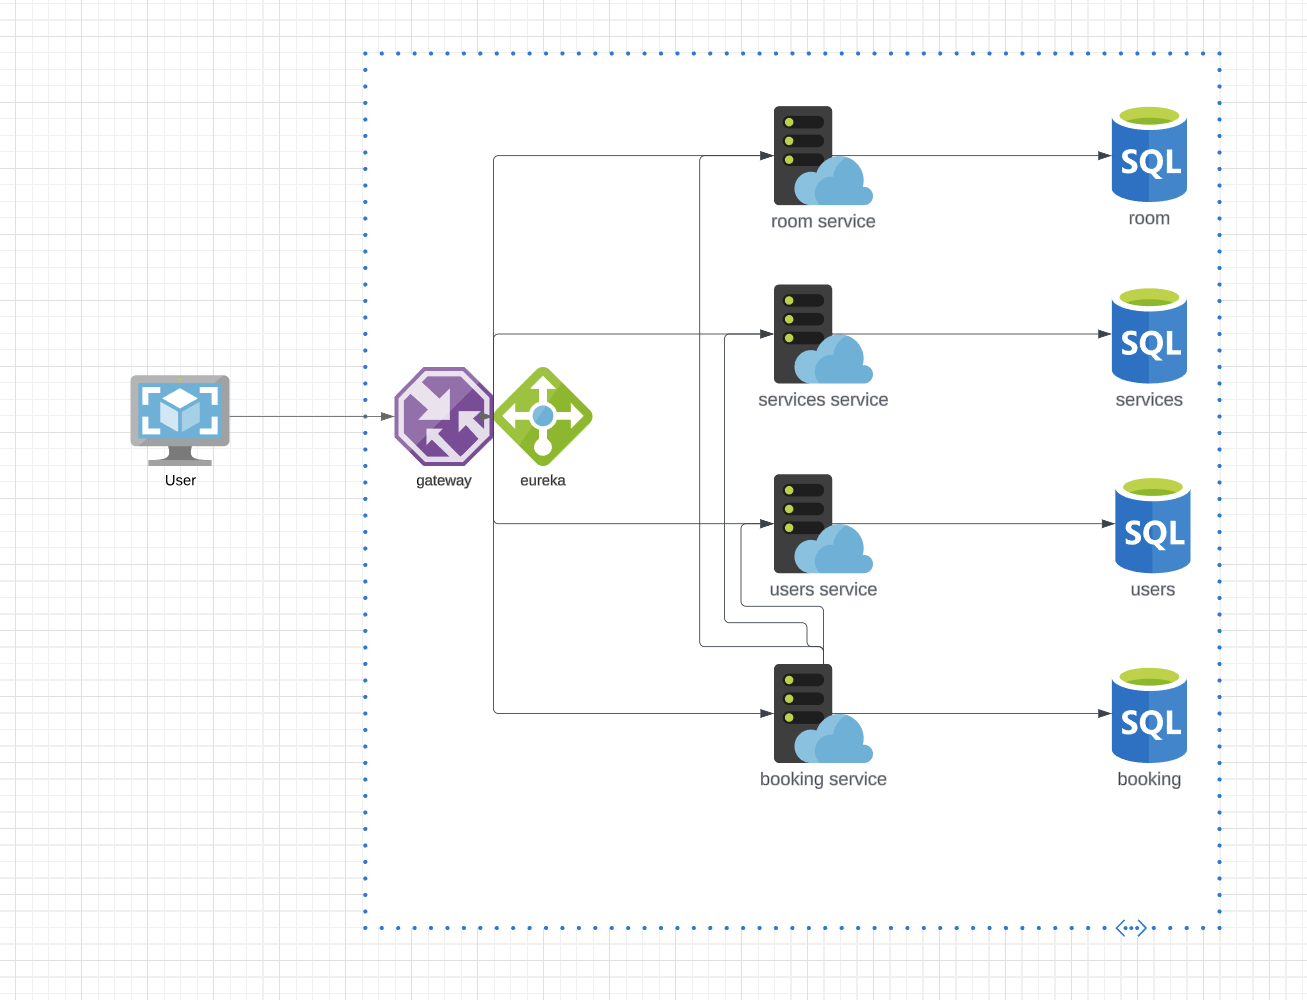 SQL
room service
room
SQL
services service
services
User
gateway
eureka
SQL
users service
users
SQL
booking service
booking